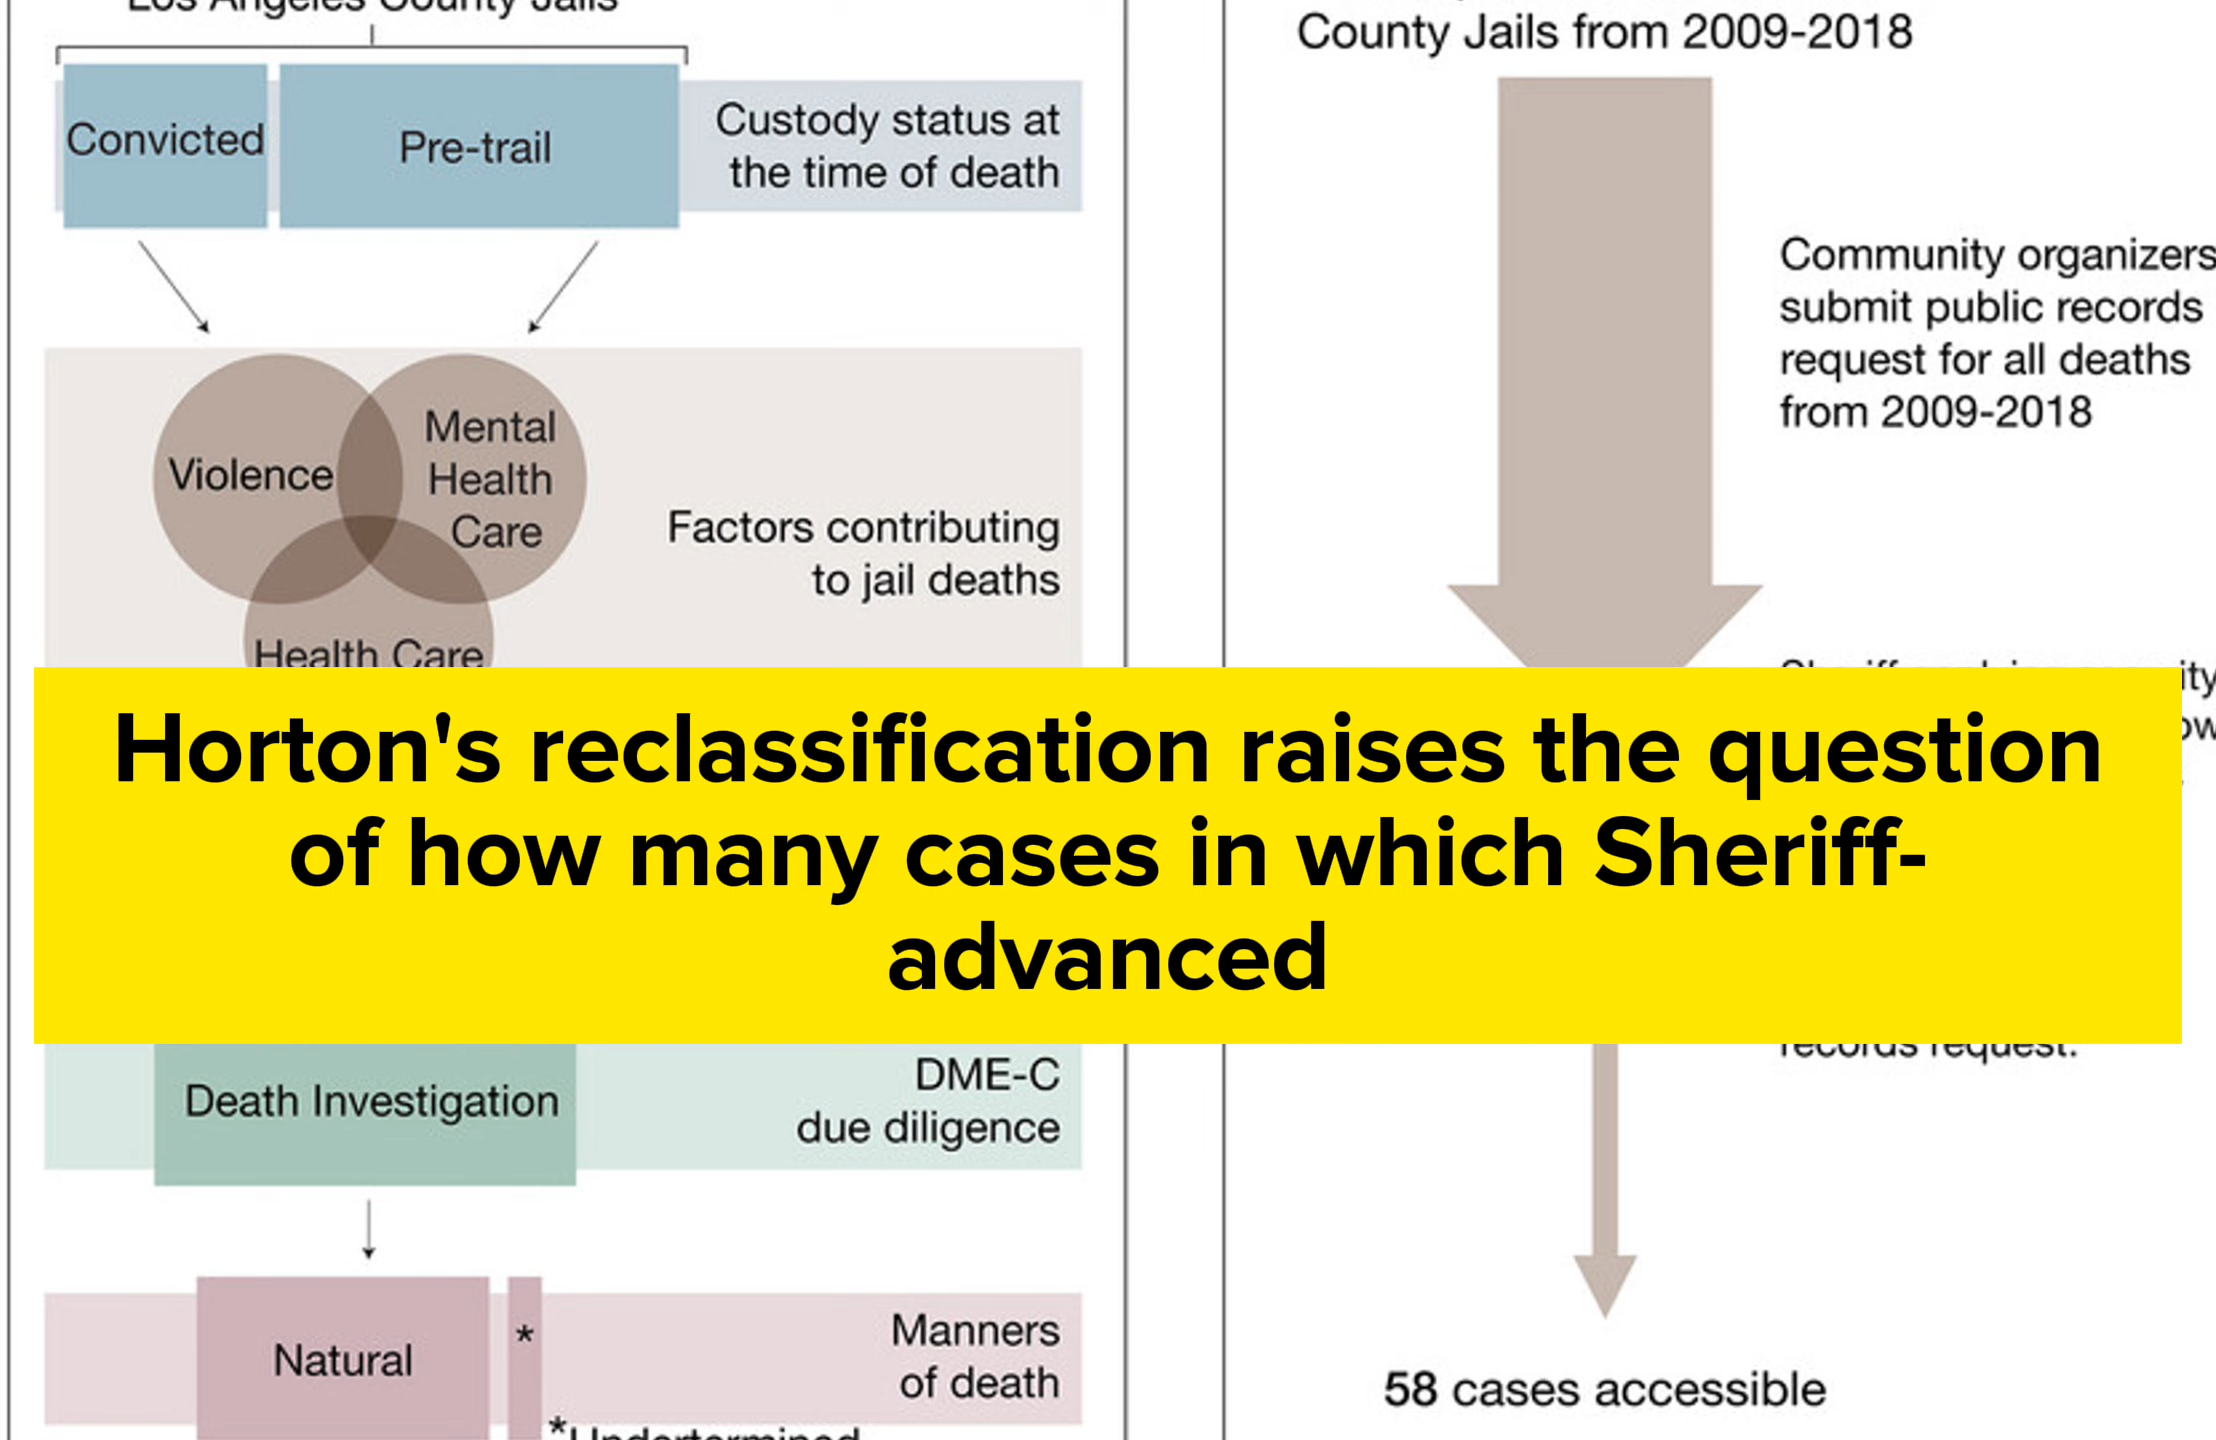 Los Angeles County Jails
Convicted
Pre-trail
Custody status at
the time of death
Violence
Mental
Health
Care
Health Care
Factors contributing
to jail deaths
County Jails from 2009-2018
Community organizers
submit public records
request for all deaths
from 2009-2018
Horton's reclassification raises the question
of how many cases in which Sheriff-
advanced
records request.
Death Investigation
DME-C
due diligence
Natural
*
Manners
of death
*Undertermined
58 cases accessible